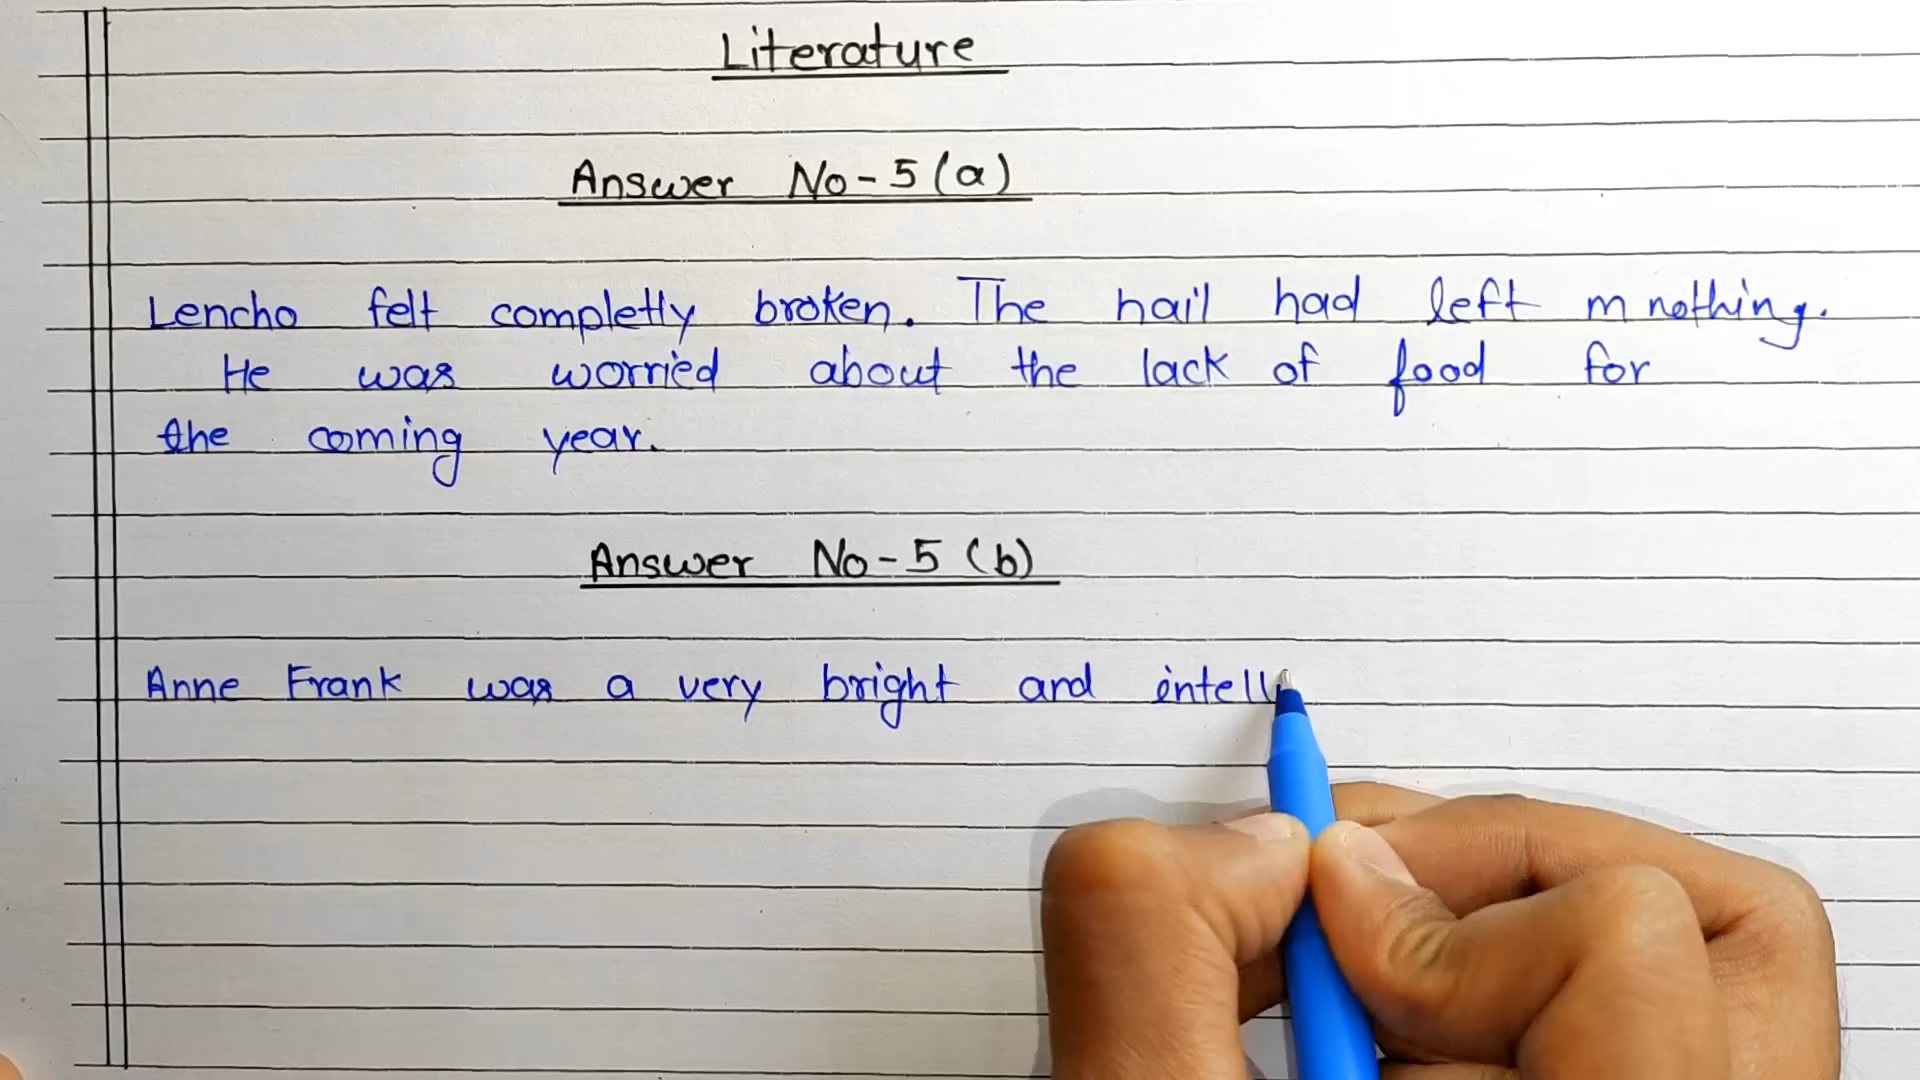 Literature
Answer No-5(a)
Lencho felt completly broken. The hail had left m nothing.
He was worried about the lack of food for
the coming year.
Answer No-5 (b)
Anne Frank was a very bright and intell